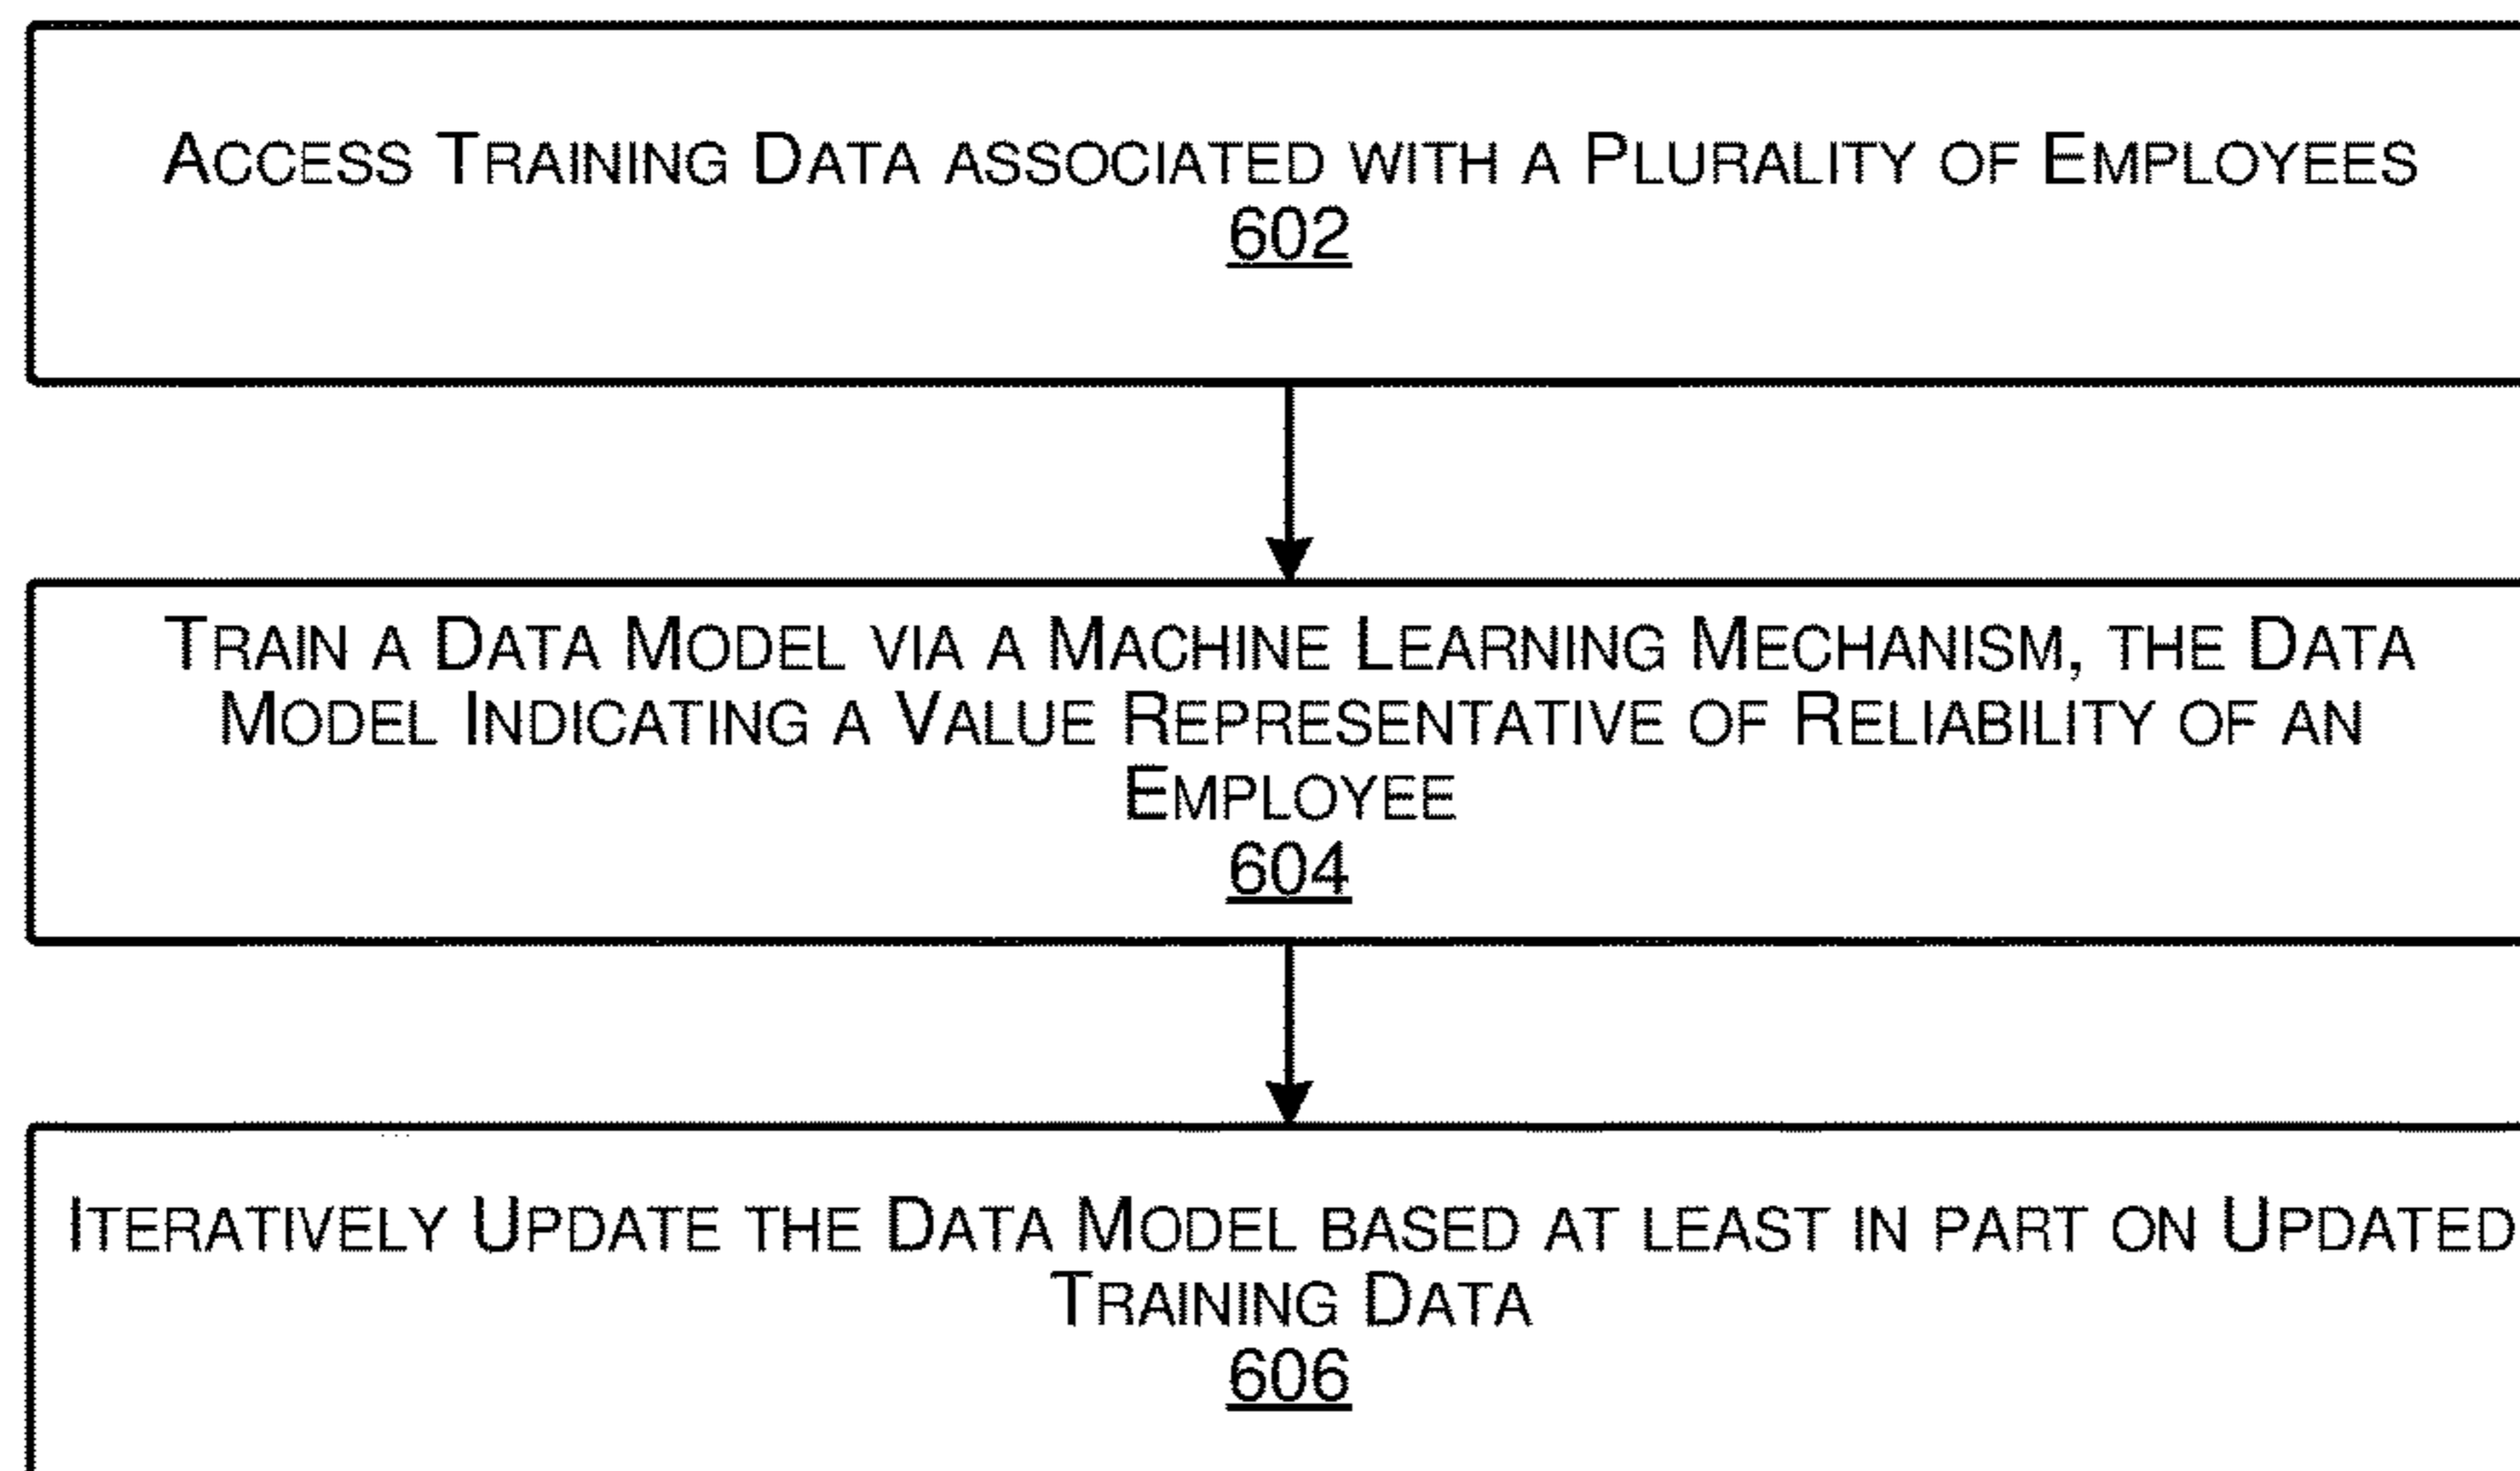 Access Training Data associated with a Plurality of Employees
602
Train a Data Model via a Machine Learning Mechanism, the Data
Model Indicating a Value Representative of Reliability of an
Employee
604
Iteratively Update the Data Model based at least in part on Updated
Training Data
606